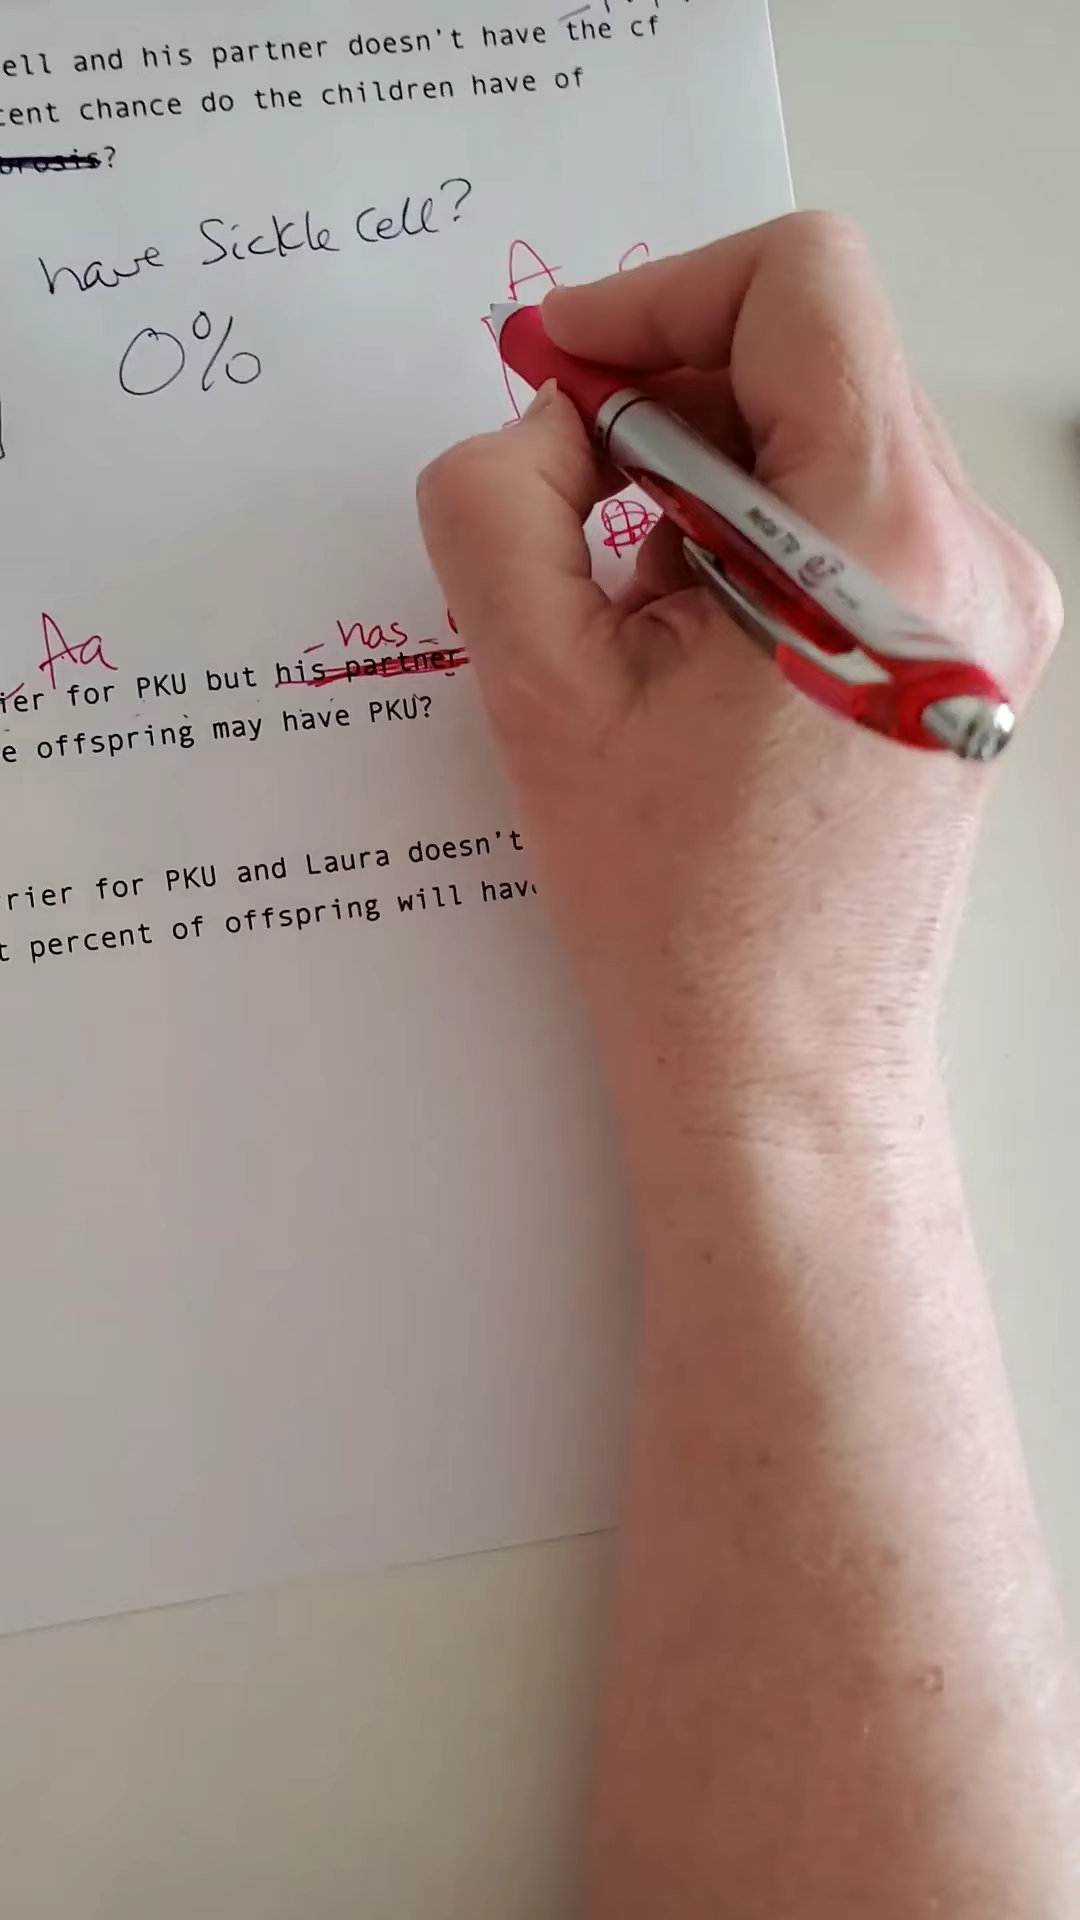 ell and his partner doesn't have the cf
cent chance do the children have of
?
have Sickle Cell?
0%
A
Aa
- has -
ier for PKU but his partner
e offspring may have PKU?
rrier for PKU and Laura doesn't
t percent of offspring will hav